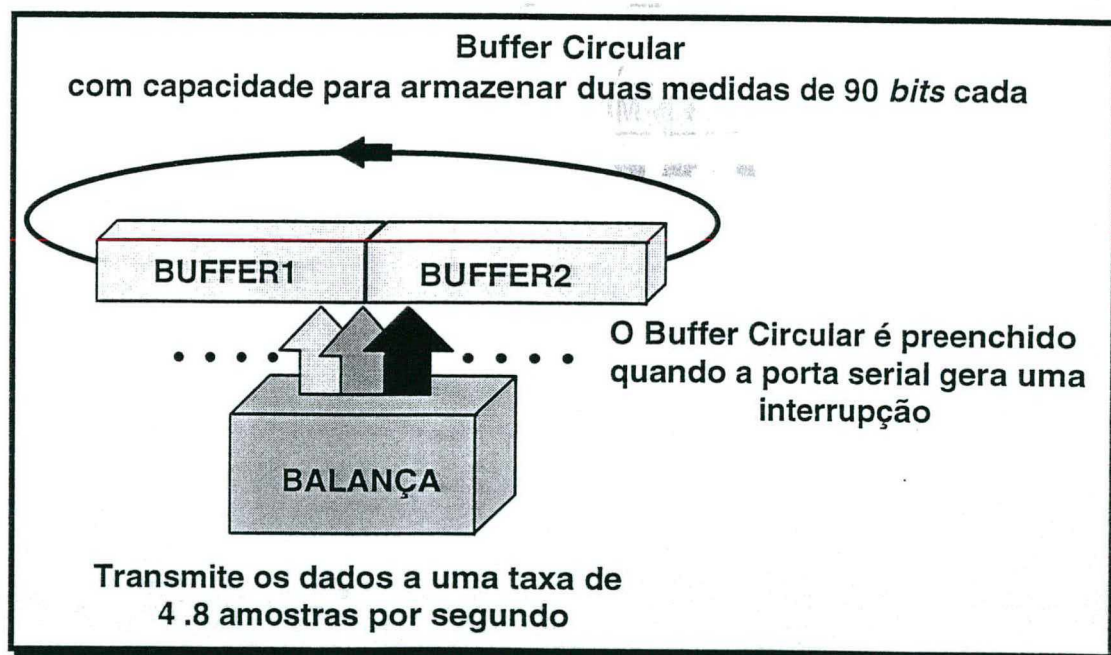 Buffer Circular
com capacidade para armazenar duas medidas de 90 bits cada
BUFFER1
BUFFER2
O Buffer Circular é preenchido
quando a porta serial gera uma
interrupção
BALANÇA
Transmite os dados a uma taxa de
4 .8 amostras por segundo